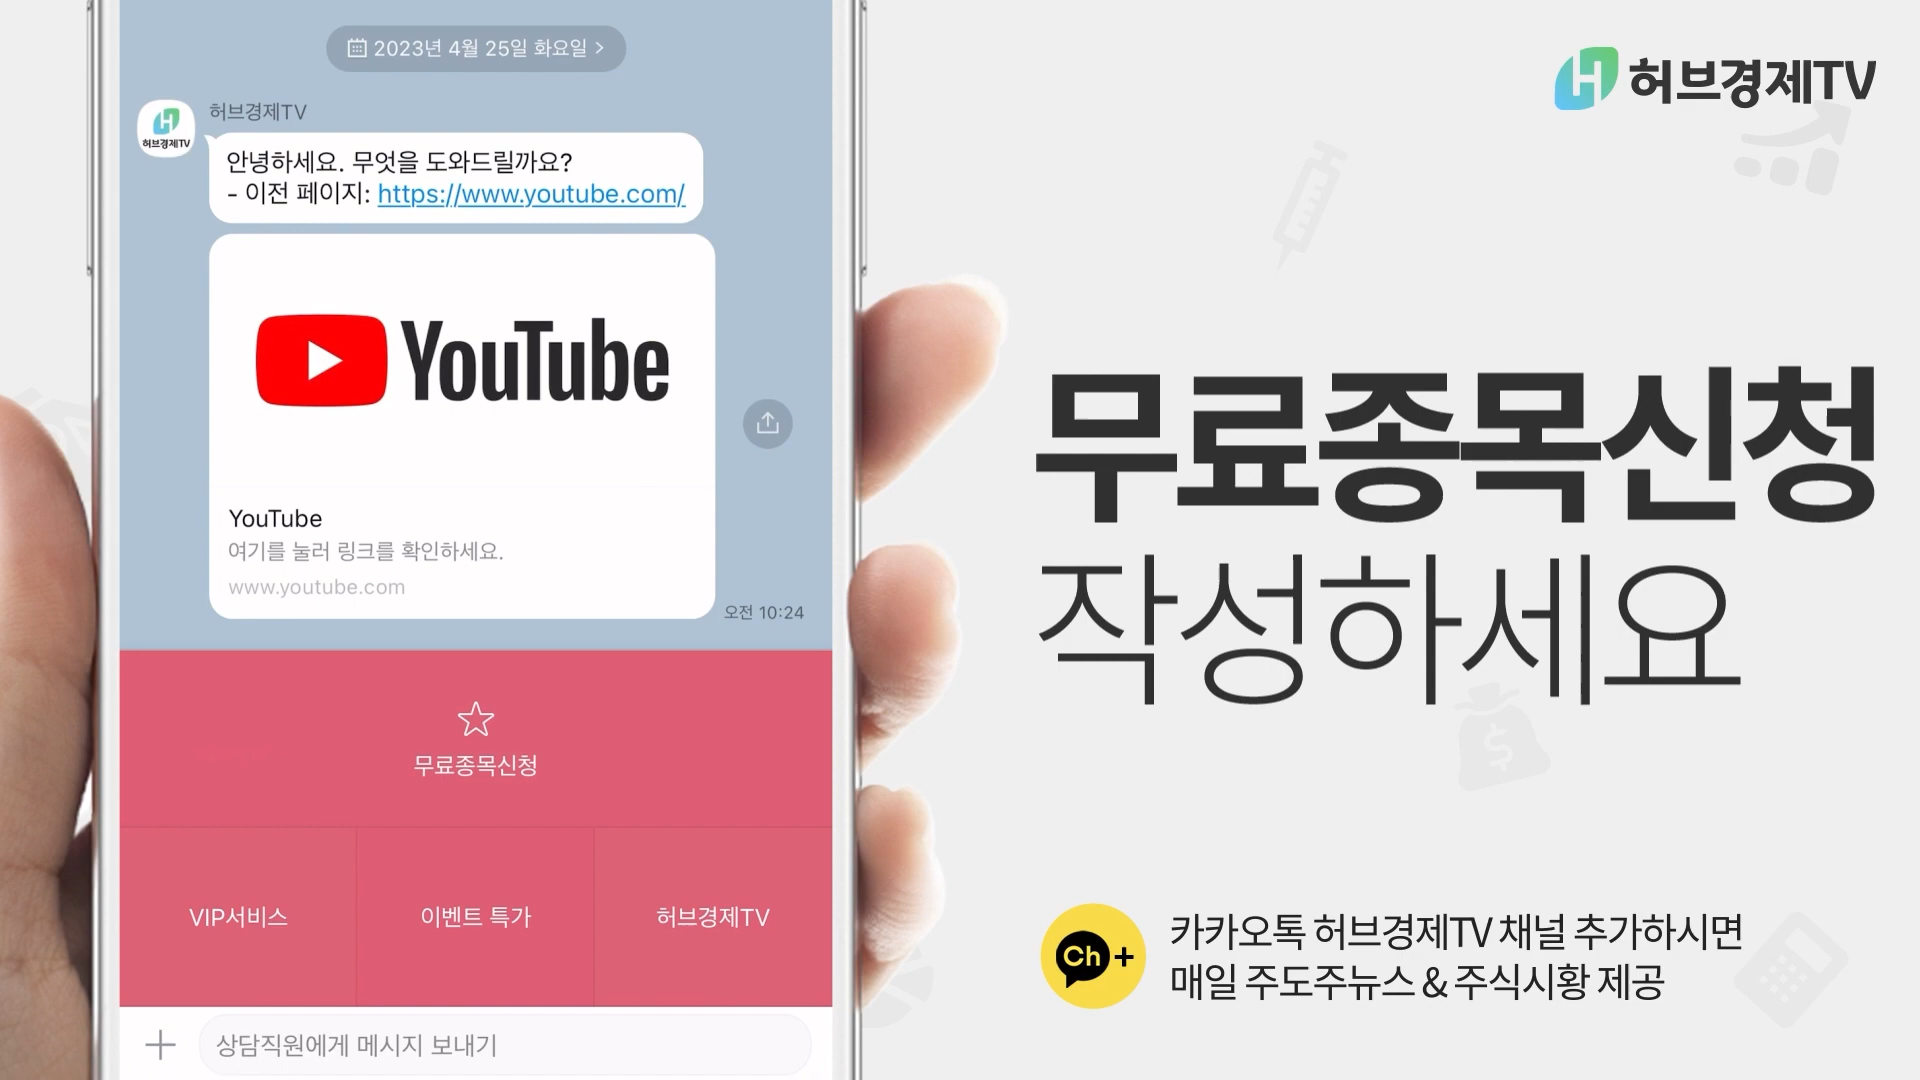 2023년 4월 25일 화요일 >
허브경제TV
허브경제TV
안녕하세요. 무엇을 도와드릴까요?
- 이전 페이지: https://www.youtube.com/
YouTube
YouTube
여기를 눌러 링크를 확인하세요.
www.youtube.com
오전 10:24
무료종목신청
VIP서비스
이벤트 특가
허브경제TV
상담직원에게 메시지 보내기
허브경제TV
무료종목신청
작성하세요
Ch+
카카오톡 허브경제TV 채널 추가하시면
매일 주도주뉴스 & 주식시황 제공